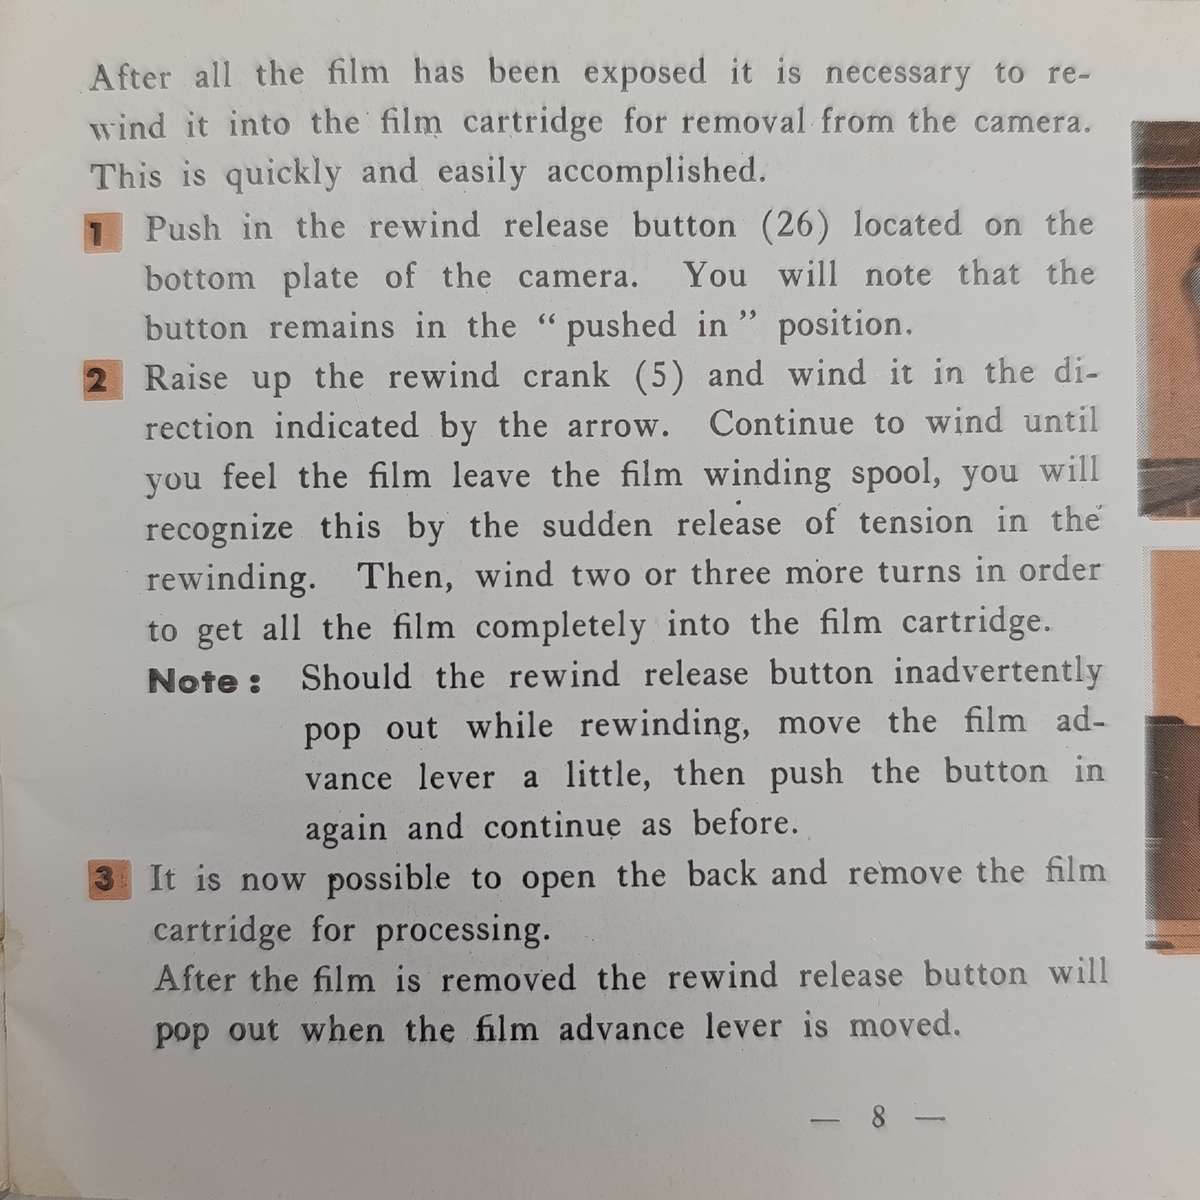 After all the film has been exposed it is necessary to re-
wind it into the film cartridge for removal from the camera.
This is quickly and easily accomplished.
1 Push in the rewind release button (26) located on the
bottom plate of the camera. You will note that the
button remains in the “pushed in” position.
2 Raise up the rewind crank (5) and wind it in the di-
rection indicated by the arrow. Continue to wind until
you feel the film leave the film winding spool, you will
recognize this by the sudden release of tension in the
rewinding. Then, wind two or three more turns in order
to get all the film completely into the film cartridge.
Note: Should the rewind release button inadvertently
pop out while rewinding, move the film ad-
vance lever a little, then push the button in
again and continue as before.
3 It is now possible to open the back and remove the film
cartridge for processing.
After the film is removed the rewind release button will
pop out when the film advance lever is moved.
— 8 —